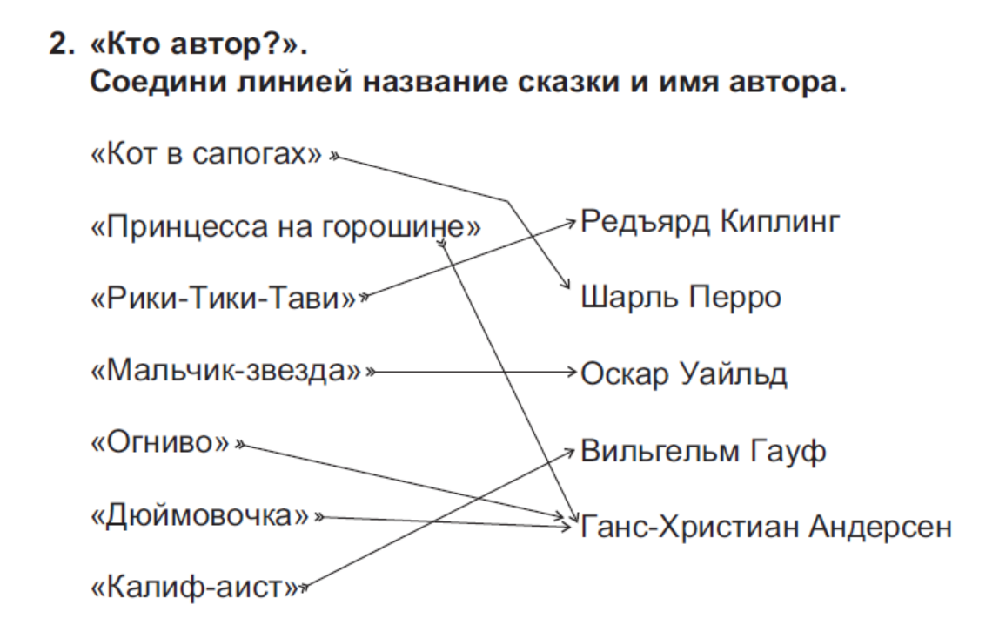 2. «Кто автор?».
Соедини линией название сказки и имя автора.
«Кот в сапогах»
«Принцесса на горошине»
«Рики-Тики-Тави»
«Мальчик-звезда»
«Огниво»
«Дюймовочка»
«Калиф-аист»
Редъярд Киплинг
Шарль Перро
Оскар Уайльд
Вильгельм Гауф
Ганс-Христиан Андерсен